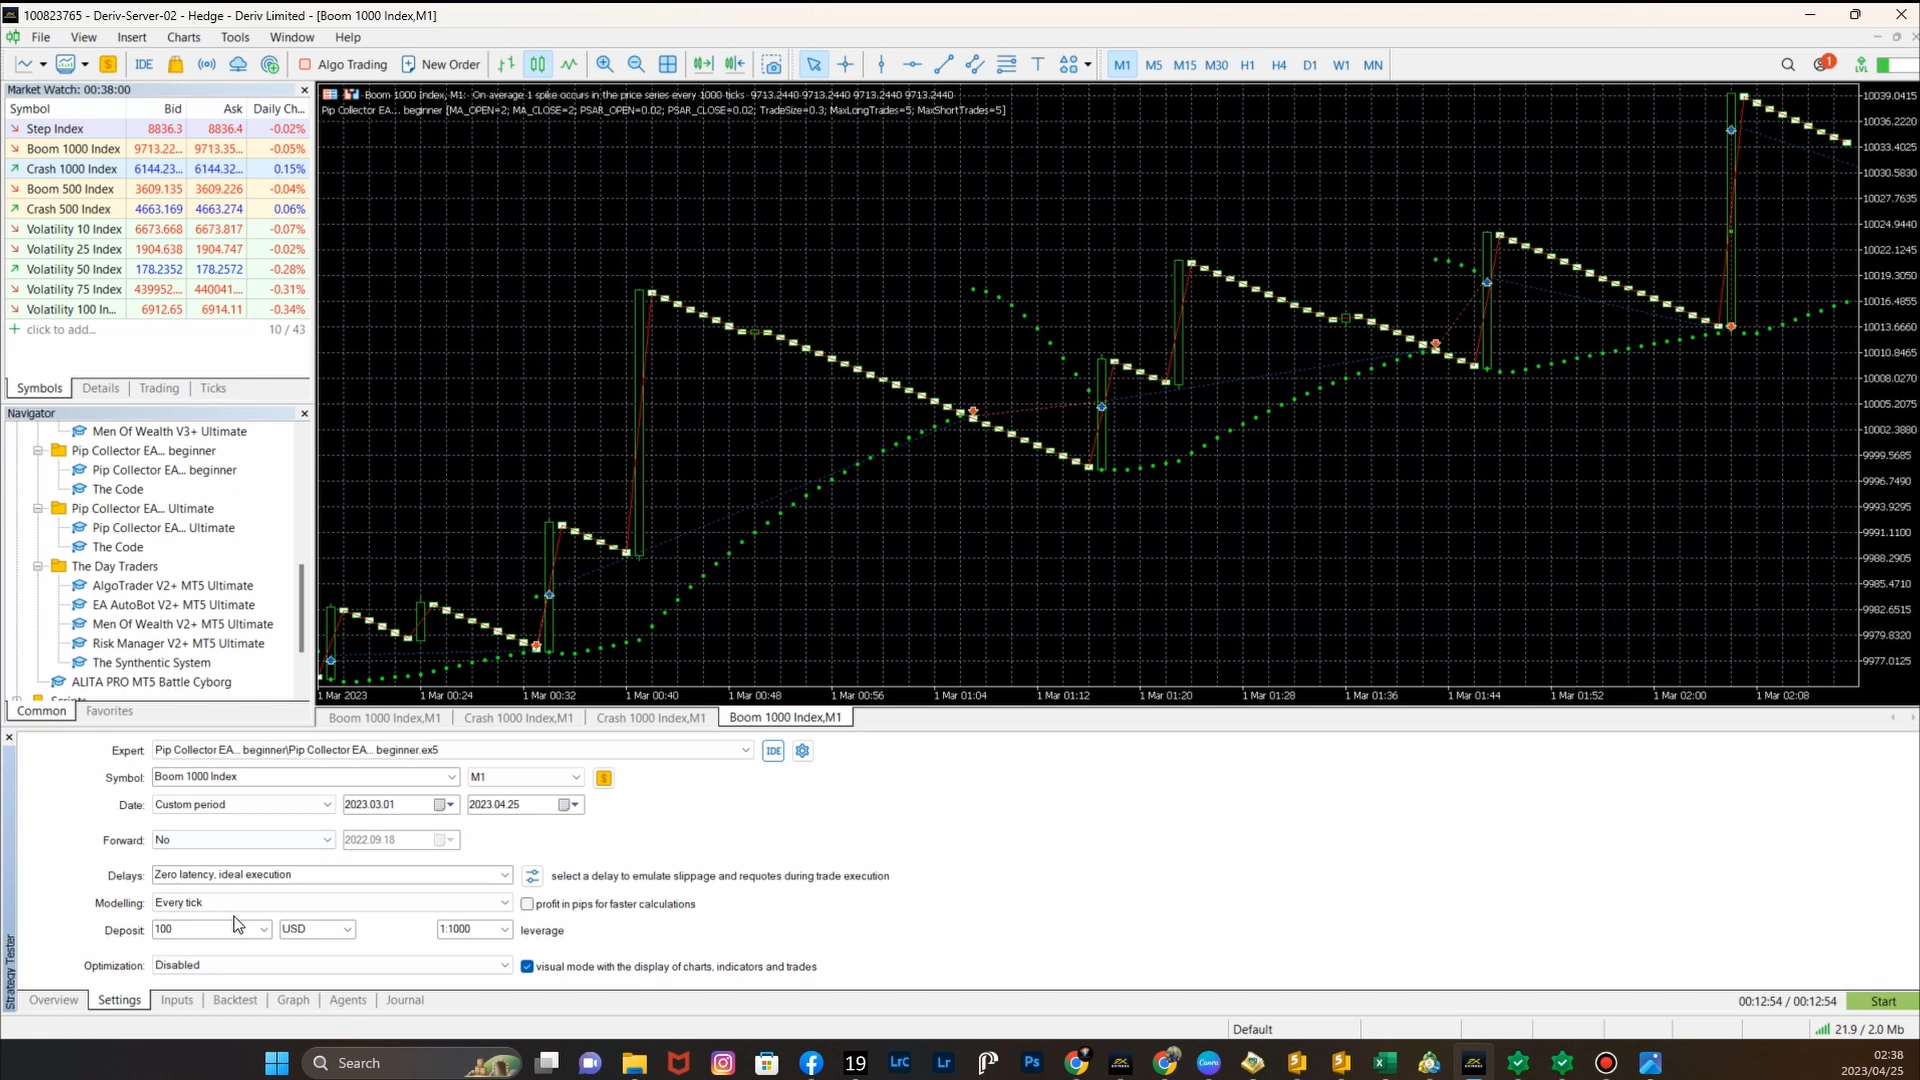 100823765 - Deriv-Server-02 - Hedge - Deriv Limited - [Boom 1000 Index,M1]
File View Insert Charts Tools Window Help
IDE Algo Trading New Order M1 M5 M15 M30 H1 H4 D1 W1 MN 1 LVL
Market Watch: 00:38:00
Symbol Bid Ask Daily Ch...
Step Index 8836.3 8836.4 -0.02%
Boom 1000 Index 9713.22... 9713.35... -0.05%
Crash 1000 Index 6144.23... 6144.32... 0.15%
Boom 500 Index 3609.135 3609.226 -0.04%
Crash 500 Index 4663.169 4663.274 0.06%
Volatility 10 Index 6673.668 6673.817 -0.07%
Volatility 25 Index 1904.638 1904.747 -0.02%
Volatility 50 Index 178.2352 178.2572 -0.28%
Volatility 75 Index 439952.... 440041.... -0.31%
Volatility 100 In... 6912.65 6914.11 -0.34%
click to add... 10 / 43
Symbols Details Trading Ticks
Navigator
Men Of Wealth V3+ Ultimate
Pip Collector EA... beginner
Pip Collector EA... beginner
The Code
Pip Collector EA... Ultimate
Pip Collector EA... Ultimate
The Code
The Day Traders
AlgoTrader V2+ MT5 Ultimate
EA AutoBot V2+ MT5 Ultimate
Men Of Wealth V2+ MT5 Ultimate
Risk Manager V2+ MT5 Ultimate
The Synthentic System
ALITA PRO MT5 Battle Cyborg
Common Favorites
Boom 1000 Index, M1: On average 1 spike occurs in the price series every 1000 ticks 9713.2440 9713.2440 9713.2440 9713.2440
Pip Collector EA... beginner [MA_OPEN=2; MA_CLOSE=2; PSAR_OPEN=0.02; PSAR_CLOSE=0.02; TradeSize=0.3; MaxLongTrades=5; MaxShortTrades=5]
10039.0415
10036.2220
10033.4025
10030.5830
10027.7635
10024.9440
10022.1245
10019.3050
10016.4855
10013.6660
10010.8465
10008.0270
10005.2075
10002.3880
9999.5685
9996.7490
9993.9295
9991.1100
9988.2905
9985.4710
9982.6515
9979.8320
9977.0125
1 Mar 2023 1 Mar 00:24 1 Mar 00:32 1 Mar 00:40 1 Mar 00:48 1 Mar 00:56 1 Mar 01:04 1 Mar 01:12 1 Mar 01:20 1 Mar 01:28 1 Mar 01:36 1 Mar 01:44 1 Mar 01:52 1 Mar 02:00 1 Mar 02:08
Boom 1000 Index,M1 Crash 1000 Index,M1 Crash 1000 Index,M1 Boom 1000 Index,M1
Strategy Tester
Expert: Pip Collector EA... beginner\Pip Collector EA... beginner.ex5 IDE
Symbol: Boom 1000 Index M1
Date: Custom period 2023.03.01 2023.04.25
Forward: No 2022.09.18
Delays: Zero latency, ideal execution select a delay to emulate slippage and requotes during trade execution
Modelling: Every tick profit in pips for faster calculations
Deposit: 100 USD 1:1000 leverage
Optimization: Disabled visual mode with the display of charts, indicators and trades
Overview Settings Inputs Backtest Graph Agents Journal 00:12:54 / 00:12:54 Start
Default 21.9 / 2.0 Mb
Search 19 LrC Lr Ps 02:38
2023/04/25